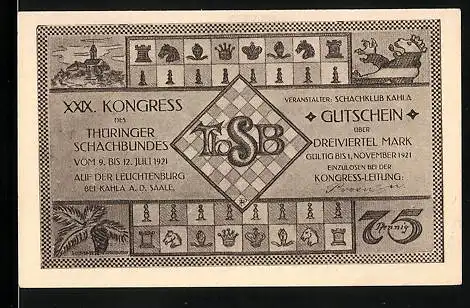 XXIX. KONGRESS
DES
THÜRINGER
SCHACHBUNDES
VOM 9. BIS 12. JULI 1921
AUF DER LEUCHTENBURG
BEI KAHLA A. D. SAALE.
TSB
VERANSTALTER: SCHACHKLUB KAHLA
GUTSCHEIN
ÜBER
DREIVIERTEL MARK
GÜLTIG BIS 1. NOVEMBER 1921
EINZULÖSEN BEI DER
KONGRESS-LEITUNG:
75
Pfennig